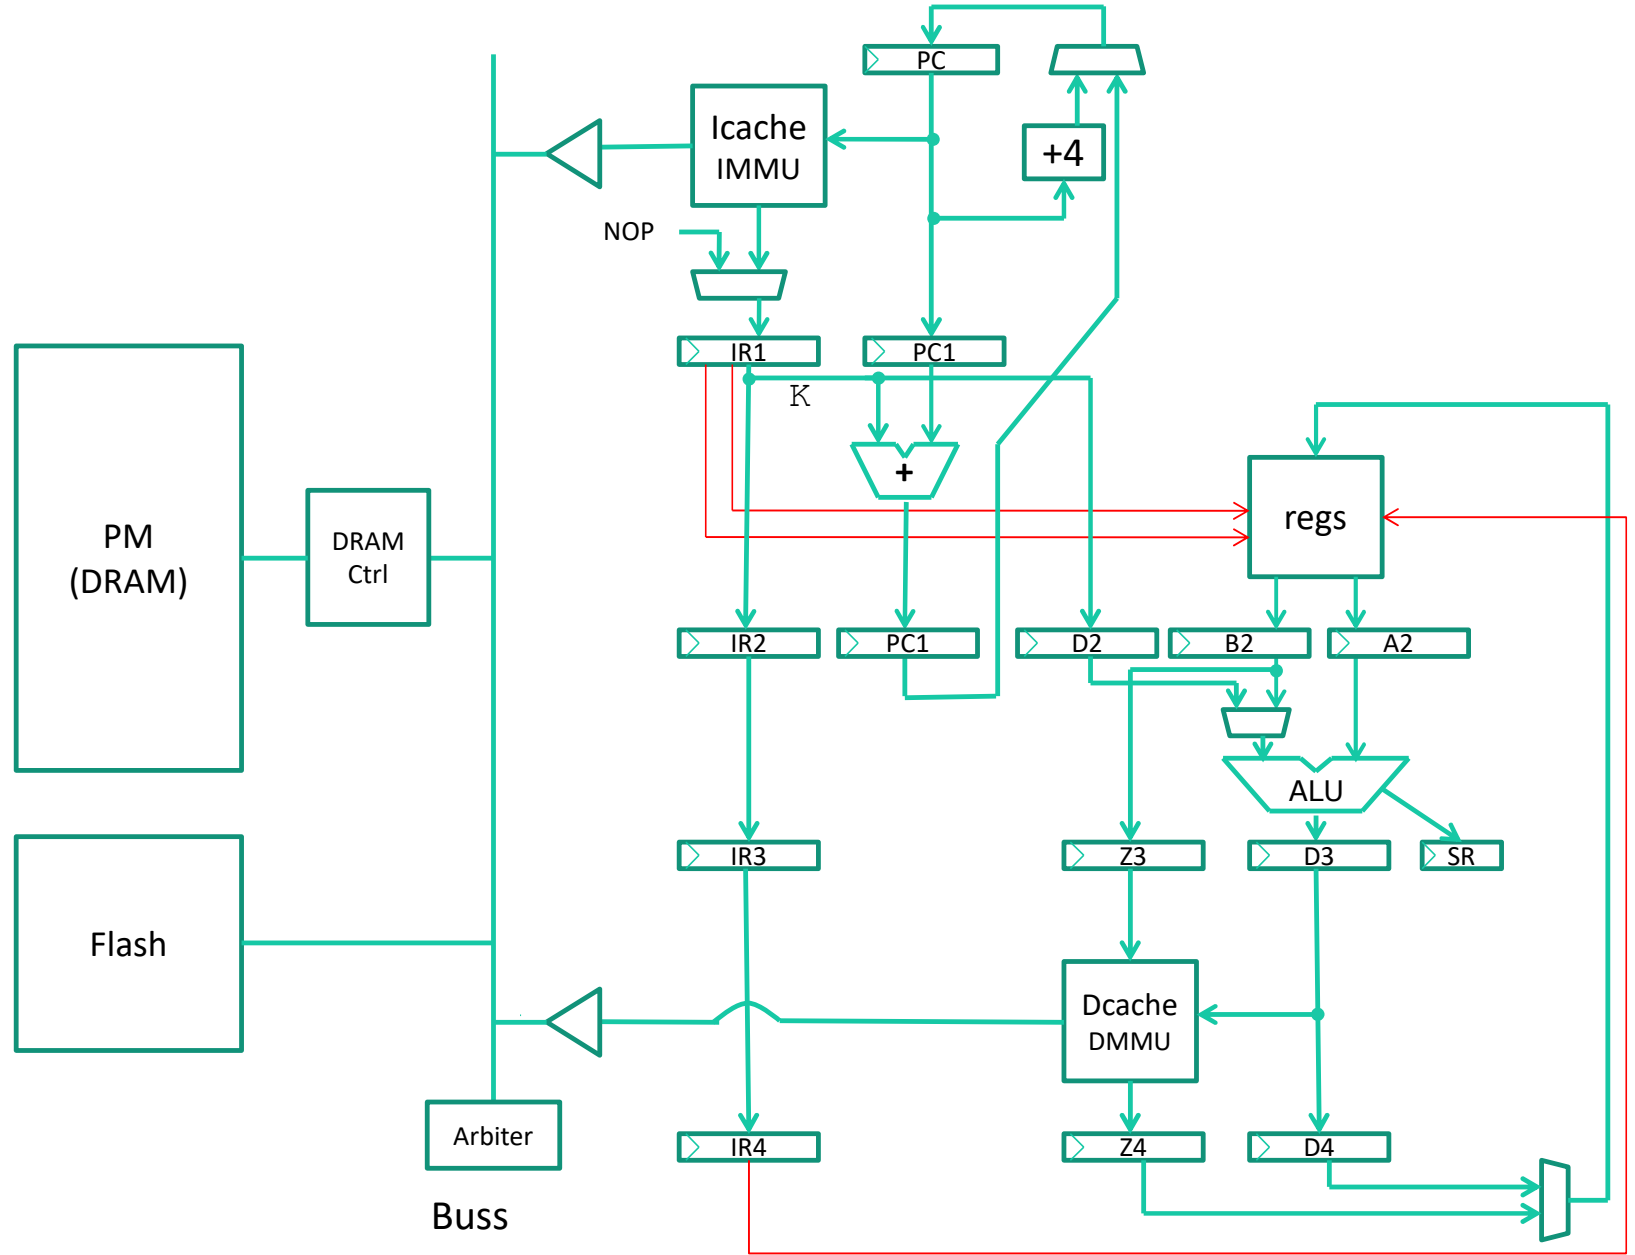 PC
Icache
IMMU
+4
NOP
IR1
PC1
K
+
regs
PM
(DRAM)
DRAM
Ctrl
IR2
PC1
D2
B2
A2
ALU
IR3
Z3
D3
SR
Flash
Dcache
DMMU
Arbiter
IR4
Z4
D4
Buss